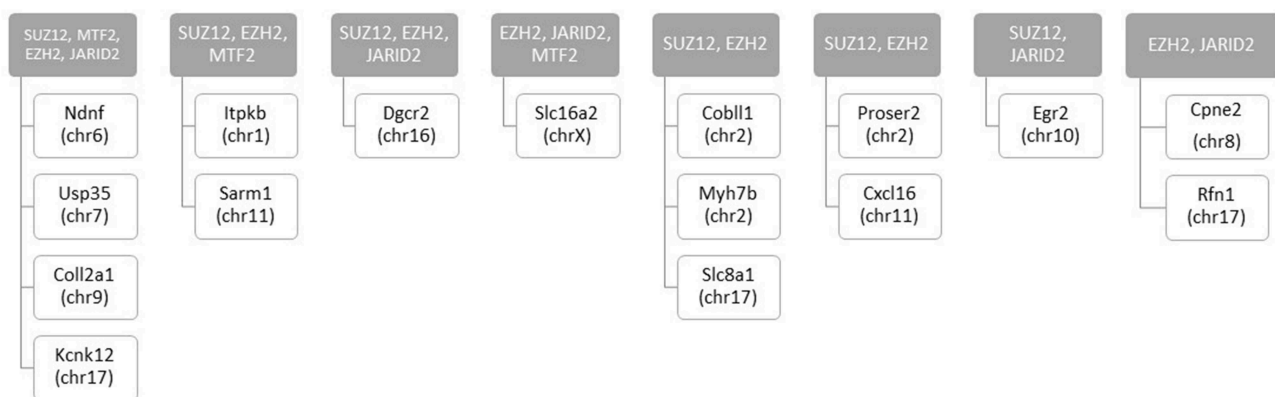 SUZ12, MTF2,
EZH2, JARID2
Ndnf
(chr6)
Usp35
(chr7)
Coll2a1
(chr9)
Kcnk12
(chr17)
SUZ12, EZH2,
MTF2
Itpkb
(chr1)
Sarm1
(chr11)
SUZ12, EZH2,
JARID2
Dgcr2
(chr16)
EZH2, JARID2,
MTF2
Slc16a2
(chrX)
SUZ12, EZH2
Cobll1
(chr2)
Myh7b
(chr2)
Slc8a1
(chr17)
SUZ12, EZH2
Proser2
(chr2)
Cxcl16
(chr11)
SUZ12,
JARID2
Egr2
(chr10)
EZH2, JARID2
Cpne2
(chr8)
Rfn1
(chr17)